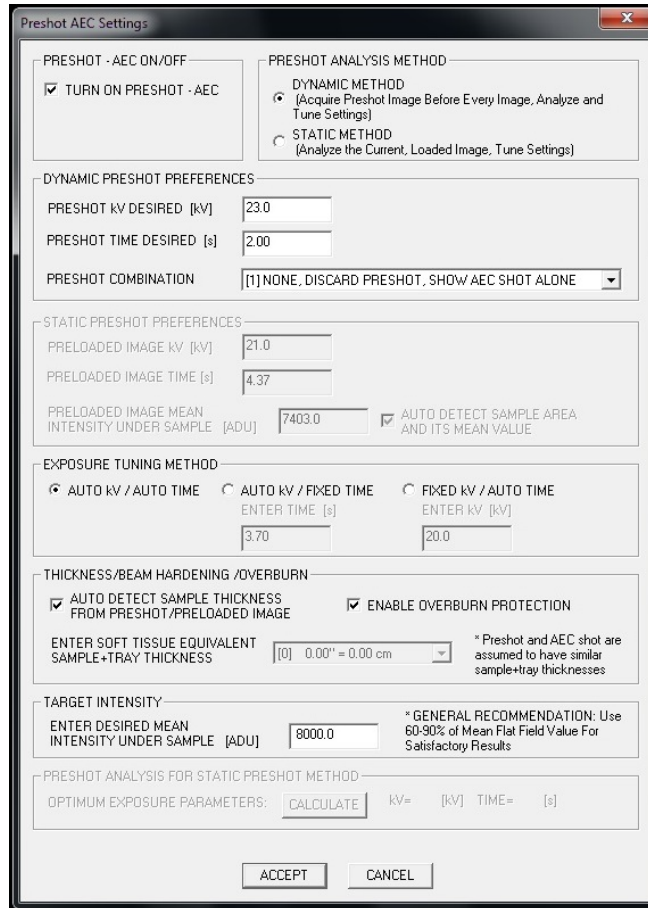 Preshot AEC Settings
x
PRESHOT - AEC ON/OFF
TURN ON PRESHOT - AEC
PRESHOT ANALYSIS METHOD
DYNAMIC METHOD
(Acquire Preshot Image Before Every Image, Analyze and
Tune Settings)
STATIC METHOD
(Analyze the Current, Loaded Image, Tune Settings)
DYNAMIC PRESHOT PREFERENCES
PRESHOT kV DESIRED [kV]
23.0
PRESHOT TIME DESIRED [s]
2.00
PRESHOT COMBINATION
[1] NONE, DISCARD PRESHOT, SHOW AEC SHOT ALONE
STATIC PRESHOT PREFERENCES
PRELOADED IMAGE kV [kV]
21.0
PRELOADED IMAGE TIME [s]
4.37
PRELOADED IMAGE MEAN
INTENSITY UNDER SAMPLE [ADU]
7403.0
AUTO DETECT SAMPLE AREA
AND ITS MEAN VALUE
EXPOSURE TUNING METHOD
AUTO kV / AUTO TIME
AUTO kV / FIXED TIME
ENTER TIME [s]
3.70
FIXED kV / AUTO TIME
ENTER kV [kV]
20.0
THICKNESS/BEAM HARDENING /OVERBURN
AUTO DETECT SAMPLE THICKNESS
FROM PRESHOT/PRELOADED IMAGE
ENABLE OVERBURN PROTECTION
ENTER SOFT TISSUE EQUIVALENT
SAMPLE+TRAY THICKNESS
[0] 0.00" = 0.00 cm
* Preshot and AEC shot are
assumed to have similar
sample+tray thicknesses
TARGET INTENSITY
ENTER DESIRED MEAN
INTENSITY UNDER SAMPLE [ADU]
8000.0
* GENERAL RECOMMENDATION: Use
60-90% of Mean Flat Field Value For
Satisfactory Results
PRESHOT ANALYSIS FOR STATIC PRESHOT METHOD
OPTIMUM EXPOSURE PARAMETERS:
CALCULATE
kV= [kV] TIME= [s]
ACCEPT
CANCEL